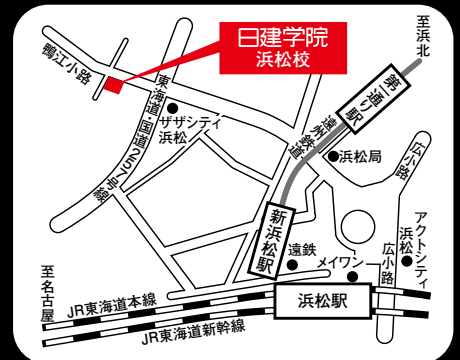 日建学院
浜松校
至浜北
鴨江小路
東海道・国道257号線
ザザシティ
浜松
第一通り駅
遠州鉄道
浜松局
広小路
新浜松駅
遠鉄
メイワン
広小路
アクトシティ
浜松
浜松駅
至名古屋
JR東海道本線
JR東海道新幹線